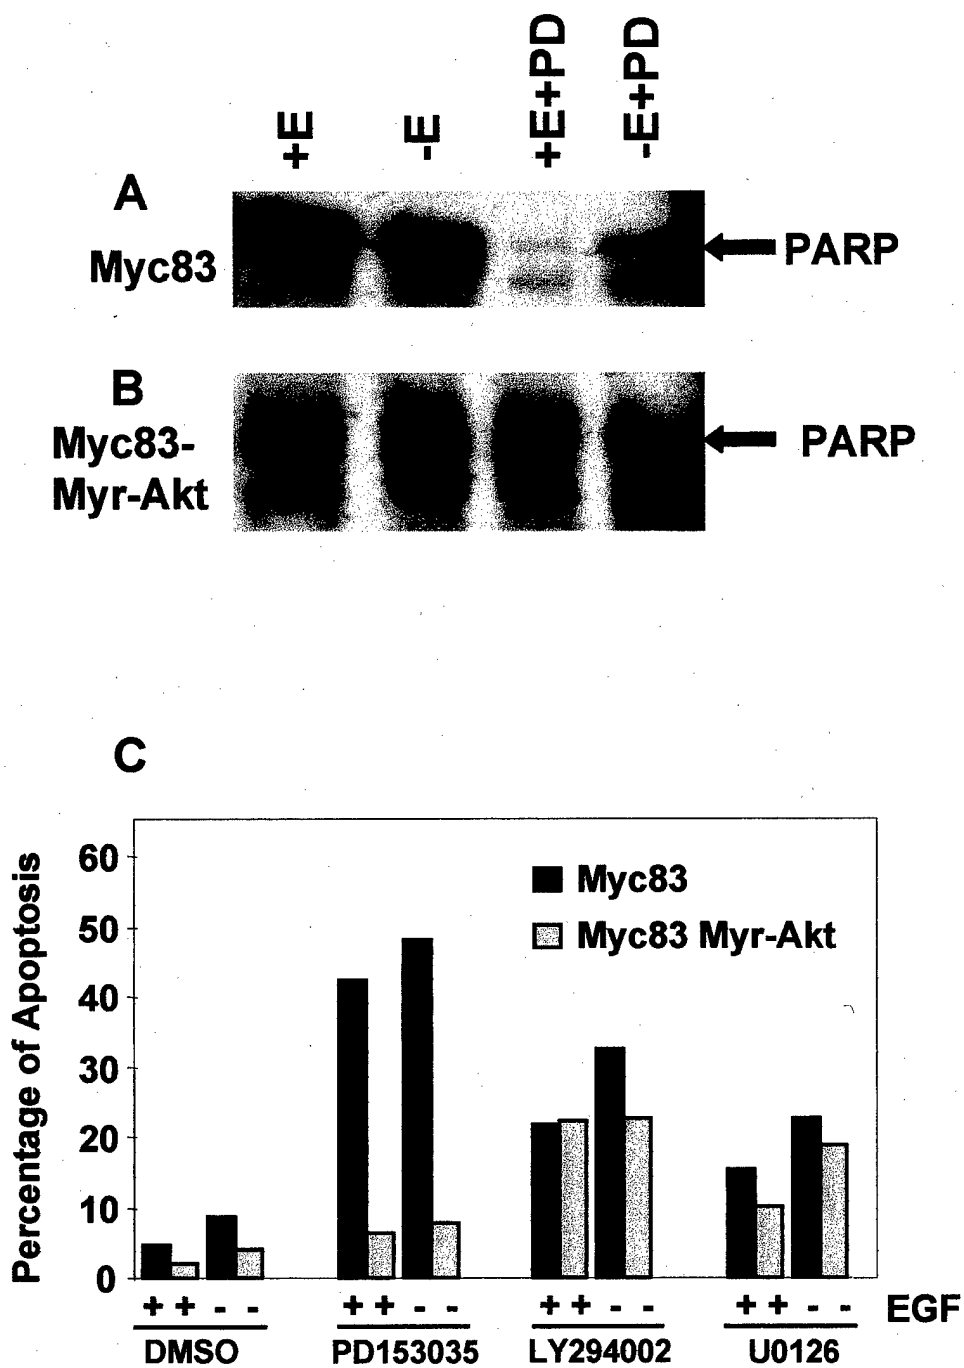 +E
-E
+E+PD
-E+PD
A
Myc83
PARP
B
Myc83-
Myr-Akt
PARP
C
Percentage of Apoptosis
60
50
40
30
20
10
0
Myc83
Myc83 Myr-Akt
+ + - - + + - - + + - - + + - - EGF
DMSO PD153035 LY294002 U0126